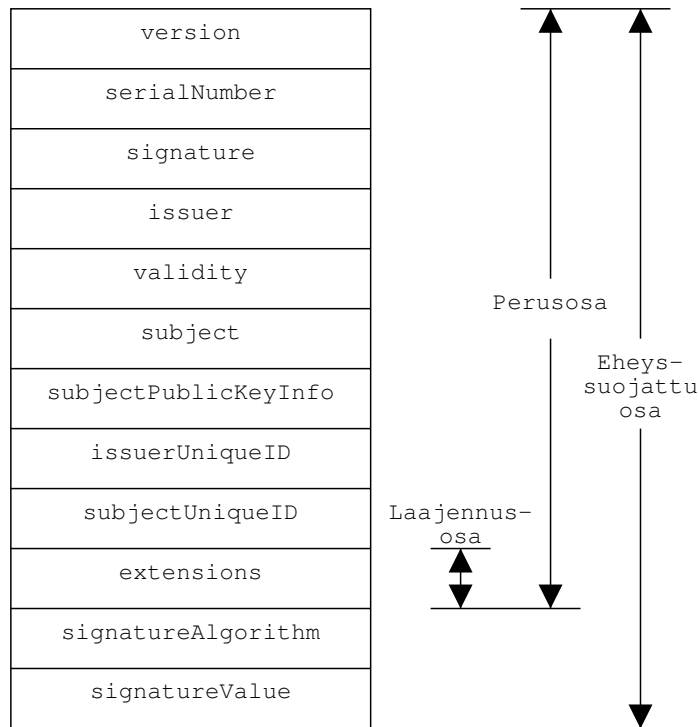 version
serialNumber
signature
issuer
validity
subject
subjectPublicKeyInfo
issuerUniqueID
subjectUniqueID
extensions
signatureAlgorithm
signatureValue
Laajennus-
osa
Perusosa
Eheys-
suojattu
osa